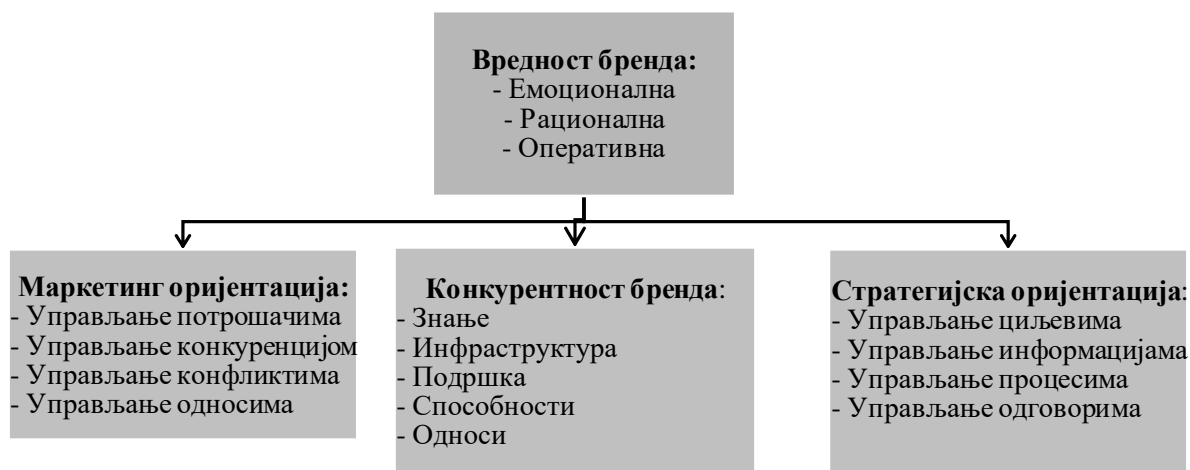 Вредност бренда:
- Емоционална
- Рационална
- Оперативна
Маркетинг оријентација:
- Управљање потрошачима
- Управљање конкуренцијом
- Управљање конфликтима
- Управљање односима
Конкурентност бренда:
- Знање
- Инфраструктура
- Подршка
- Способности
- Односи
Стратегијска оријентација:
- Управљање циљевима
- Управљање информацијама
- Управљање процесима
- Управљање одговорима